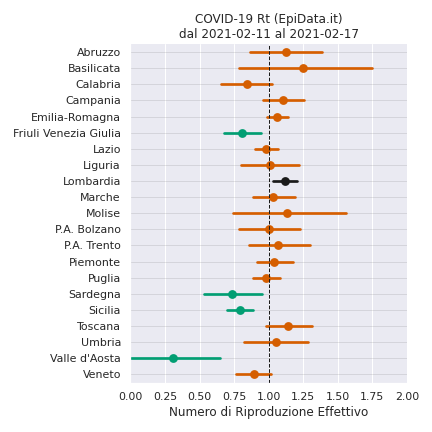 COVID-19 Rt (EpiData.it)
dal 2021-02-11 al 2021-02-17
Abruzzo
Basilicata
Calabria
Campania
Emilia-Romagna
Friuli Venezia Giulia
Lazio
Liguria
Lombardia
Marche
Molise
P.A. Bolzano
P.A. Trento
Piemonte
Puglia
Sardegna
Sicilia
Toscana
Umbria
Valle d'Aosta
Veneto
0.00 0.25 0.50 0.75 1.00 1.25 1.50 1.75 2.00
Numero di Riproduzione Effettivo